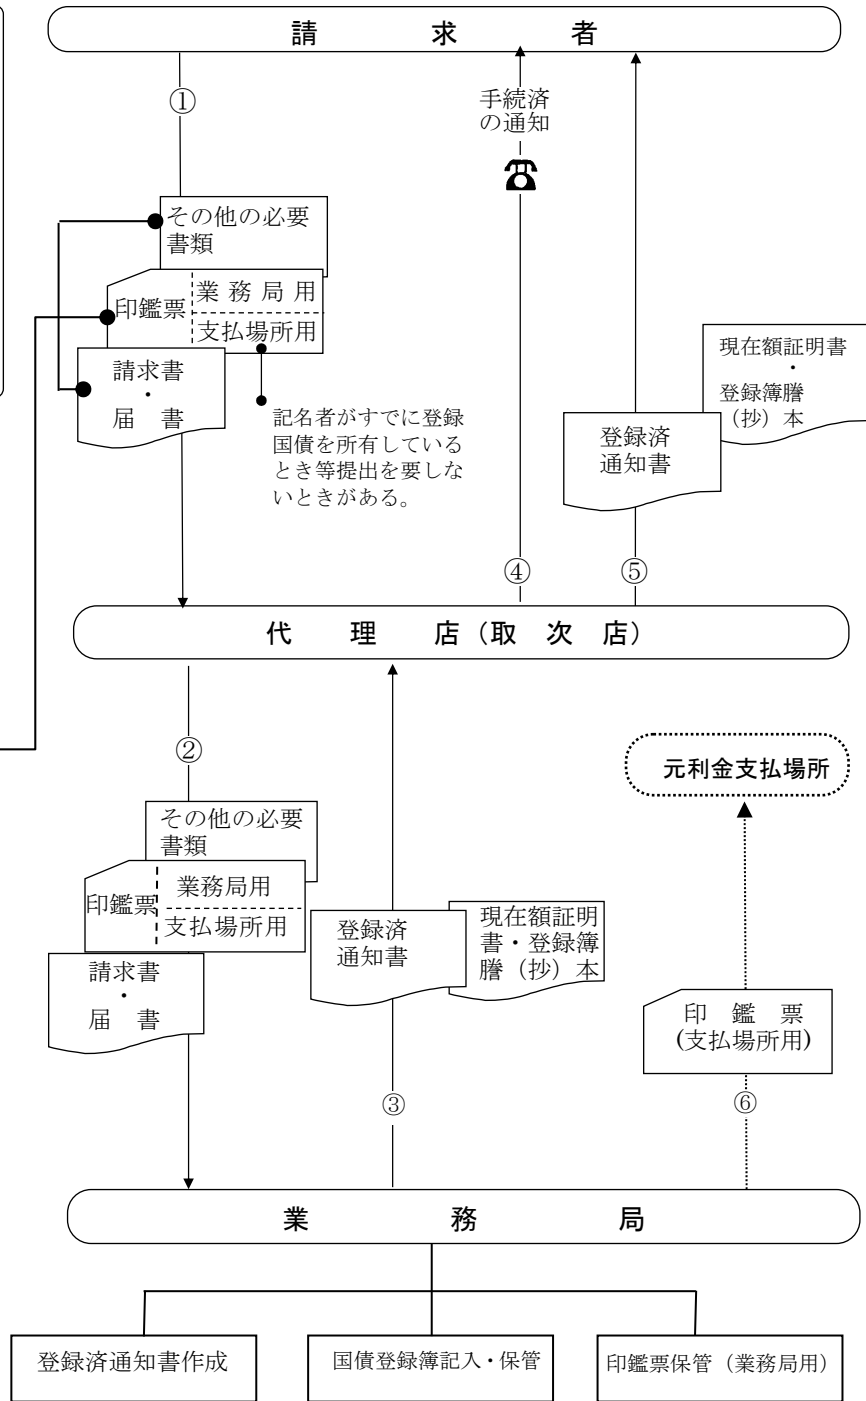 請　求　者
①
手続済
の通知
その他の必要
書類
印鑑票
業務局用
支払場所用
請求書
・
届　書
記名者がすでに登録
国債を所有している
とき等提出を要しな
いときがある。
現在額証明書
・
登録簿謄
（抄）本
登録済
通知書
④
⑤
代　理　店（取　次　店）
②
元利金支払場所
その他の必要
書類
印鑑票
業務局用
支払場所用
請求書
・
届　書
登録済
通知書
現在額証明
書・登録簿
謄（抄）本
印　鑑　票
(支払場所用)
③
⑥
業　務　局
登録済通知書作成
国債登録簿記入・保管
印鑑票保管（業務局用）